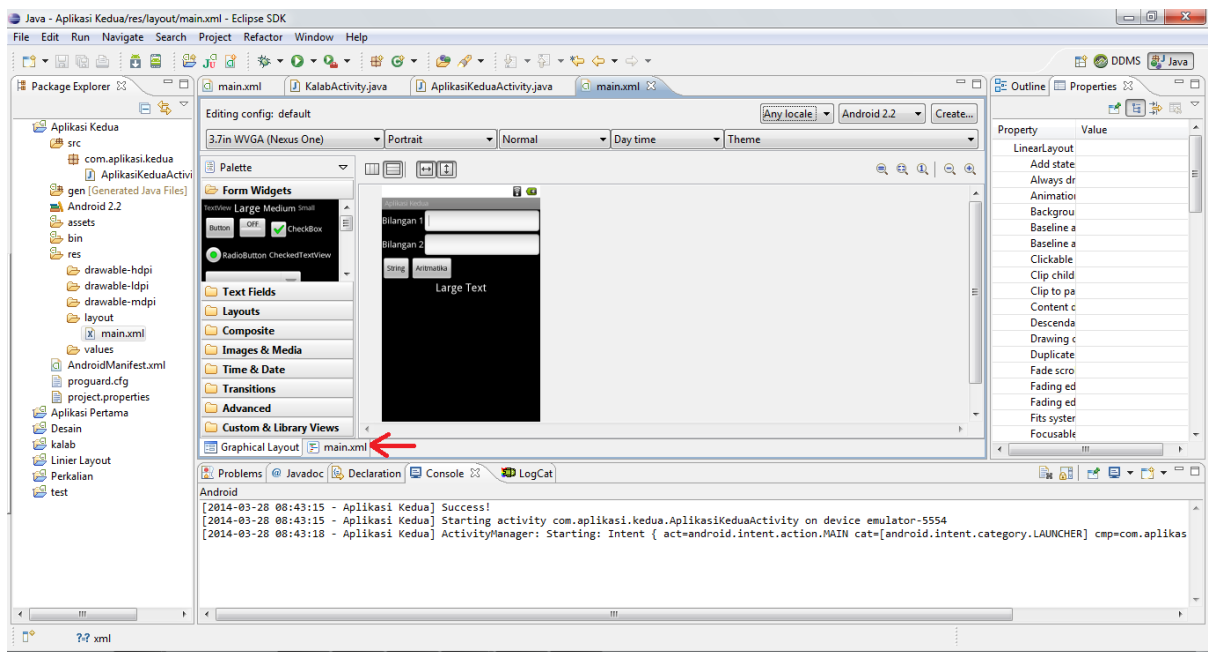 Java - Aplikasi Kedua/res/layout/main.xml - Eclipse SDK
File Edit Run Navigate Search Project Refactor Window Help
DDMS Java
Package Explorer
Aplikasi Kedua
src
com.aplikasi.kedua
AplikasiKeduaActivi
gen [Generated Java Files]
Android 2.2
assets
bin
res
drawable-hdpi
drawable-ldpi
drawable-mdpi
layout
main.xml
values
AndroidManifest.xml
proguard.cfg
project.properties
Aplikasi Pertama
Desain
kalab
Linier Layout
Perkalian
test
main.xml KalabActivity.java AplikasiKeduaActivity.java main.xml
Editing config: default Any locale Android 2.2 Create...
3.7in WVGA (Nexus One) Portrait Normal Day time Theme
Palette
Form Widgets
TextView Large Medium Small
Button OFF CheckBox
RadioButton CheckedTextView
Text Fields
Layouts
Composite
Images & Media
Time & Date
Transitions
Advanced
Custom & Library Views
Aplikasi Kedua
Bilangan 1
Bilangan 2
String Aritmatika
Large Text
Graphical Layout main.xml
Outline Properties
Property Value
LinearLayout
Add state
Always dr
Animation
Backgrou
Baseline a
Baseline a
Clickable
Clip child
Clip to pa
Content d
Descenda
Drawing c
Duplicate
Fade scro
Fading ed
Fading ed
Fits system
Focusable
Problems Javadoc Declaration Console LogCat
Android
[2014-03-28 08:43:15 - Aplikasi Kedua] Success!
[2014-03-28 08:43:15 - Aplikasi Kedua] Starting activity com.aplikasi.kedua.AplikasiKeduaActivity on device emulator-5554
[2014-03-28 08:43:18 - Aplikasi Kedua] ActivityManager: Starting: Intent { act=android.intent.action.MAIN cat=[android.intent.category.LAUNCHER] cmp=com.aplikas
xml